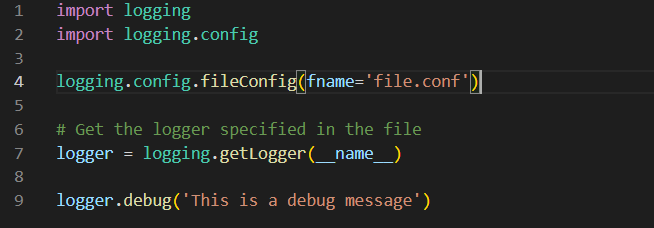 1 import logging
2 import logging.config
3
4 logging.config.fileConfig(fname='file.conf')
5
6 # Get the logger specified in the file
7 logger = logging.getLogger(__name__)
8
9 logger.debug('This is a debug message')